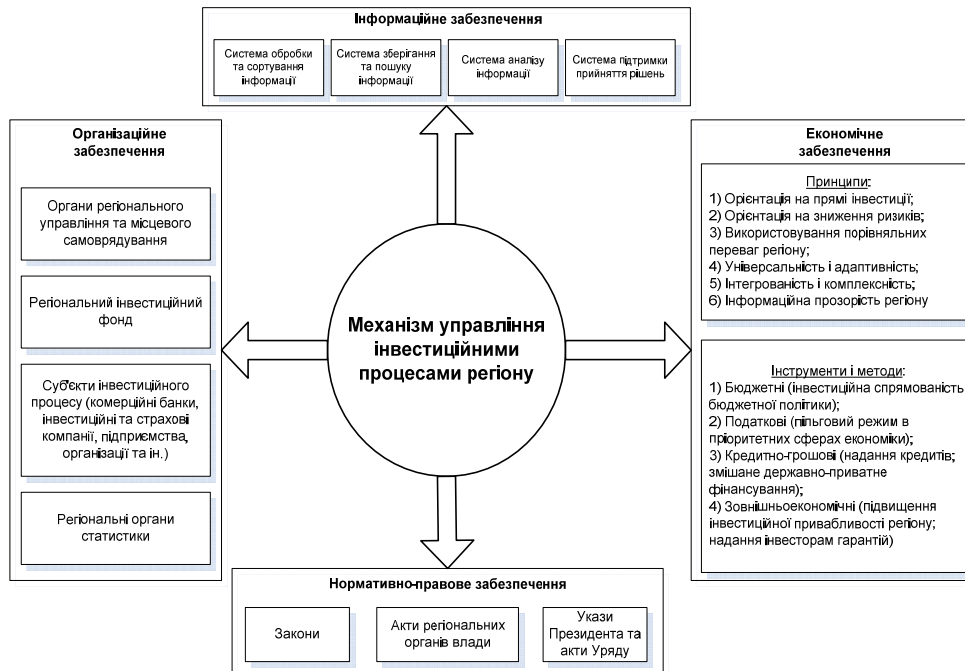 Інформаційне забезпечення
Система обробки
та сортування
інформації
Система зберігання
та пошуку
інформації
Система аналізу
інформації
Система підтримки
прийняття рішень
Організаційне
забезпечення
Органи регіонального
управління та місцевого
самоврядування
Регіональний інвестиційний
фонд
Суб'єкти інвестиційного
процесу (комерційні банки,
інвестиційні та страхові
компанії, підприємства,
організації та ін.)
Регіональні органи
статистики
Механізм управління
інвестиційними
процесами регіону
Економічне
забезпечення
Принципи:
1) Орієнтація на прямі інвестиції;
2) Орієнтація на зниження ризиків;
3) Використовування порівняльних
переваг регіону;
4) Універсальність і адаптивність;
5) Інтегрованість і комплексність;
6) Інформаційна прозорість регіону
Інструменти і методи:
1) Бюджетні (інвестиційна спрямованість
бюджетної політики);
2) Податкові (пільговий режим в
пріоритетних сферах економіки);
3) Кредитно-грошові (надання кредитів;
змішане державно-приватне
фінансування);
4) Зовнішньоекономічні (підвищення
інвестиційної привабливості регіону;
надання інвесторам гарантій)
Нормативно-правове забезпечення
Закони
Акти регіональних
органів влади
Укази
Президента та
акти Уряду